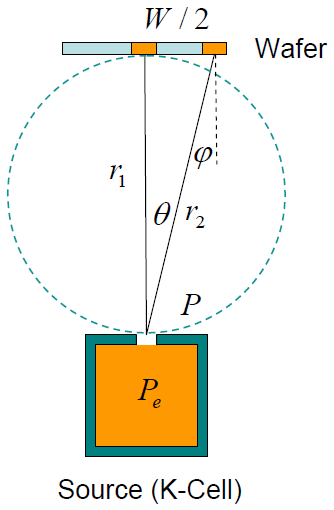 W / 2
Wafer
φ
r₁
θ
r₂
P
Pₑ
Source (K-Cell)